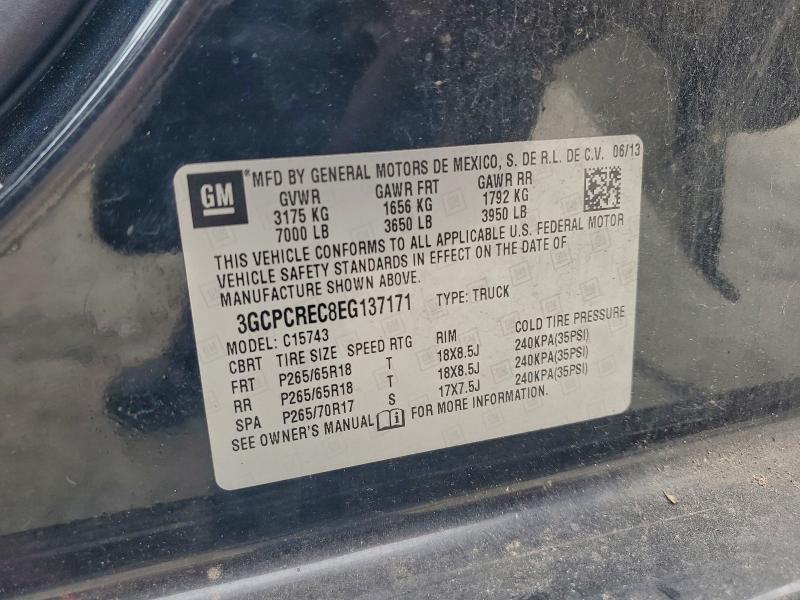 GM
*MFD BY GENERAL MOTORS DE MEXICO, S. DE R.L. DE C.V. 06/13
GVWR GAWR FRT GAWR RR
3175 KG 1656 KG 1792 KG
7000 LB 3650 LB 3950 LB
THIS VEHICLE CONFORMS TO ALL APPLICABLE U.S. FEDERAL MOTOR
VEHICLE SAFETY STANDARDS IN EFFECT ON THE DATE OF
MANUFACTURE SHOWN ABOVE.
3GCPCREC8EG137171 TYPE: TRUCK
MODEL: C15743
CBRT TIRE SIZE SPEED RTG RIM COLD TIRE PRESSURE
FRT P265/65R18 T 18X8.5J 240KPA(35PSI)
RR P265/65R18 T 18X8.5J 240KPA(35PSI)
SPA P265/70R17 S 17X7.5J 240KPA(35PSI)
SEE OWNER'S MANUAL FOR MORE INFORMATION.